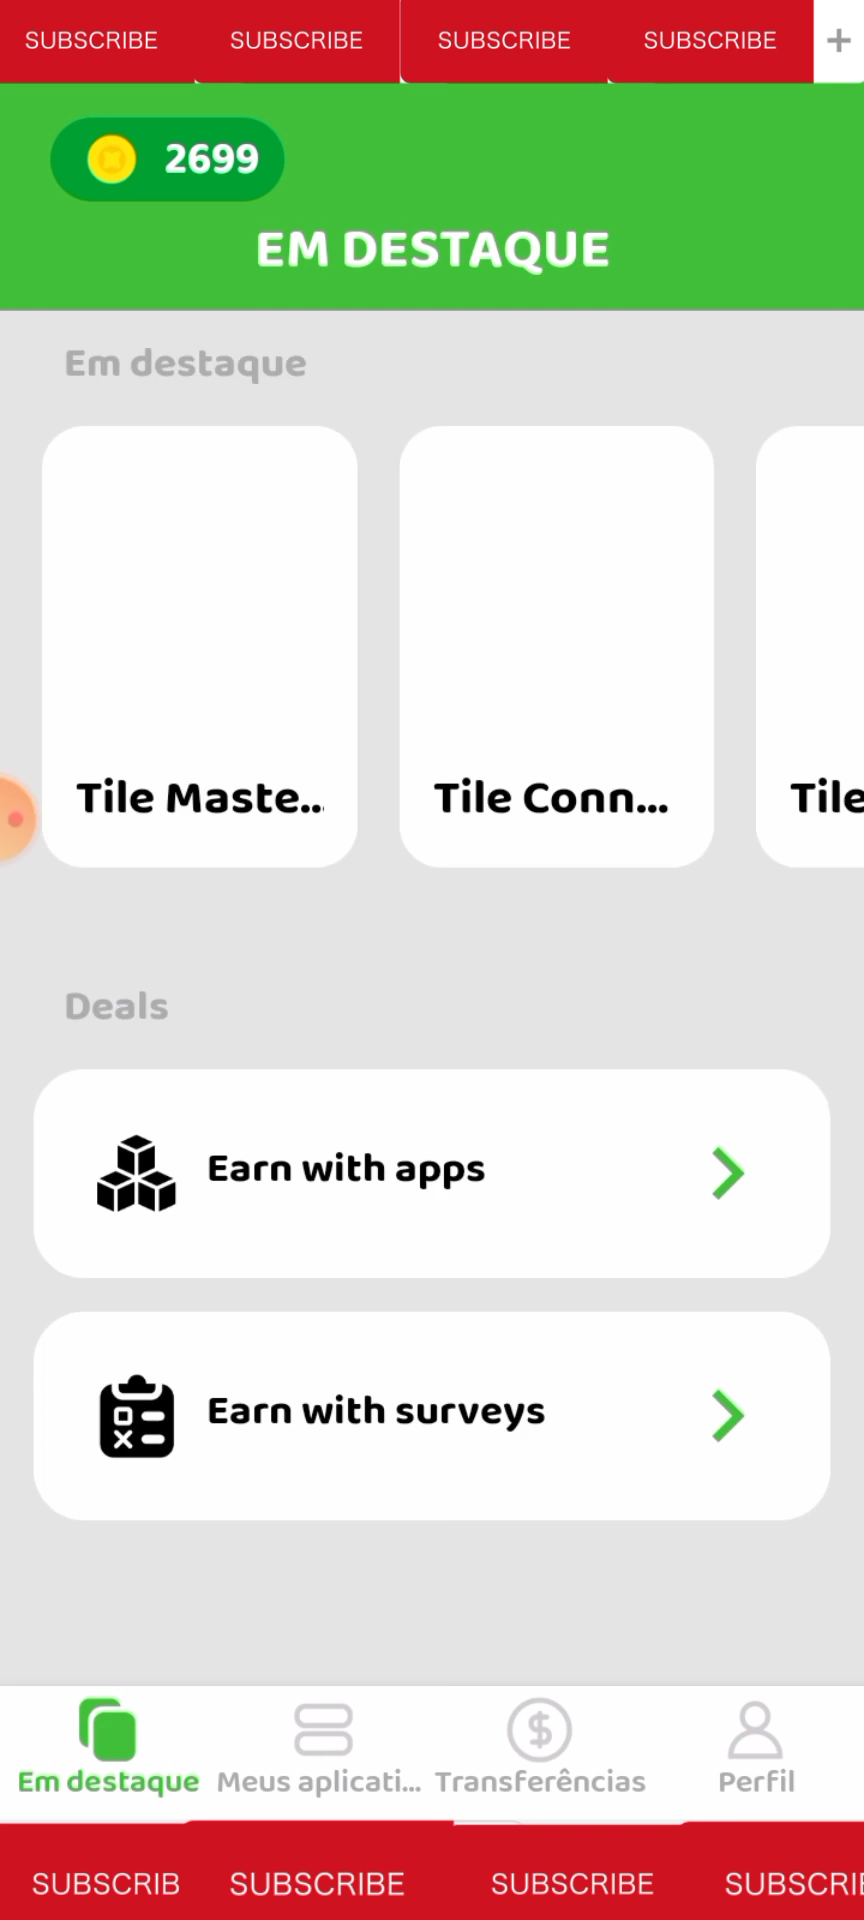 SUBSCRIBE SUBSCRIBE SUBSCRIBE SUBSCRIBE +
2699
EM DESTAQUE
Em destaque
Tile Maste... Tile Conn... Tile
Deals
Earn with apps
Earn with surveys
Em destaque Meus aplicati... Transferências Perfil
SUBSCRIB SUBSCRIBE SUBSCRIBE SUBSCRIBE